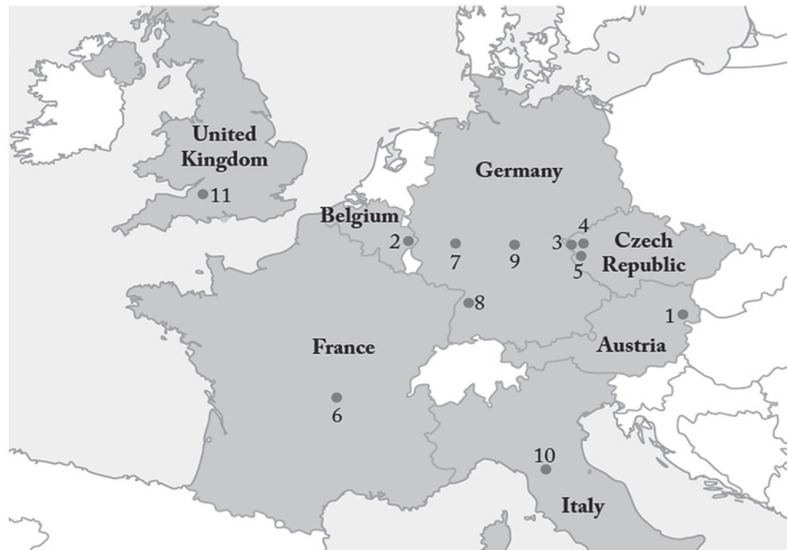 United
Kingdom
11
Germany
Belgium
2
7
9
3
4
5
Czech
Republic
8
1
France
Austria
6
10
Italy